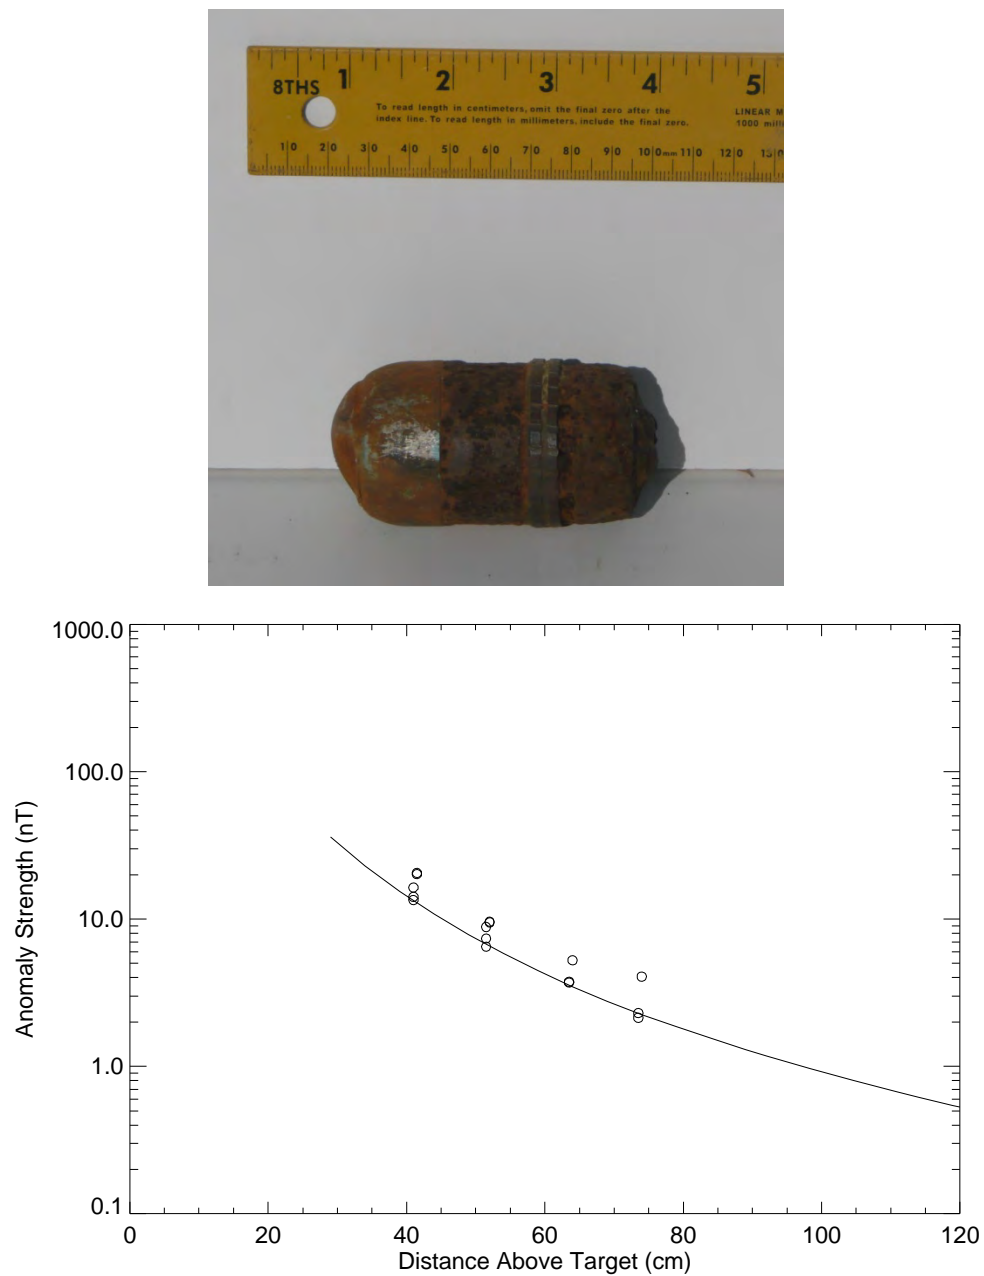 8THS 1 2 3 4 5
To read length in centimeters, omit the final zero after the
index line. To read length in millimeters, include the final zero.
LINEAR M
1000 milli
10 20 30 40 50 60 70 80 90 100mm 110 120 130
1000.0
100.0
10.0
1.0
0.1
Anomaly Strength (nT)
0 20 40 60 80 100 120
Distance Above Target (cm)